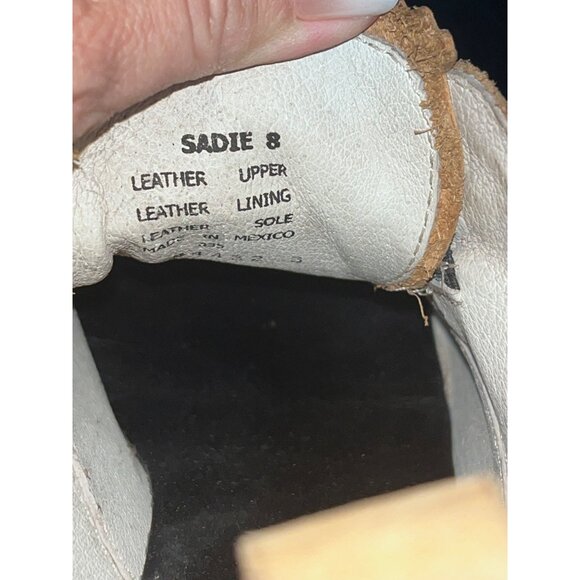 SADIE 8
LEATHER UPPER
LEATHER LINING
LEATHER SOLE
MADE IN MEXICO